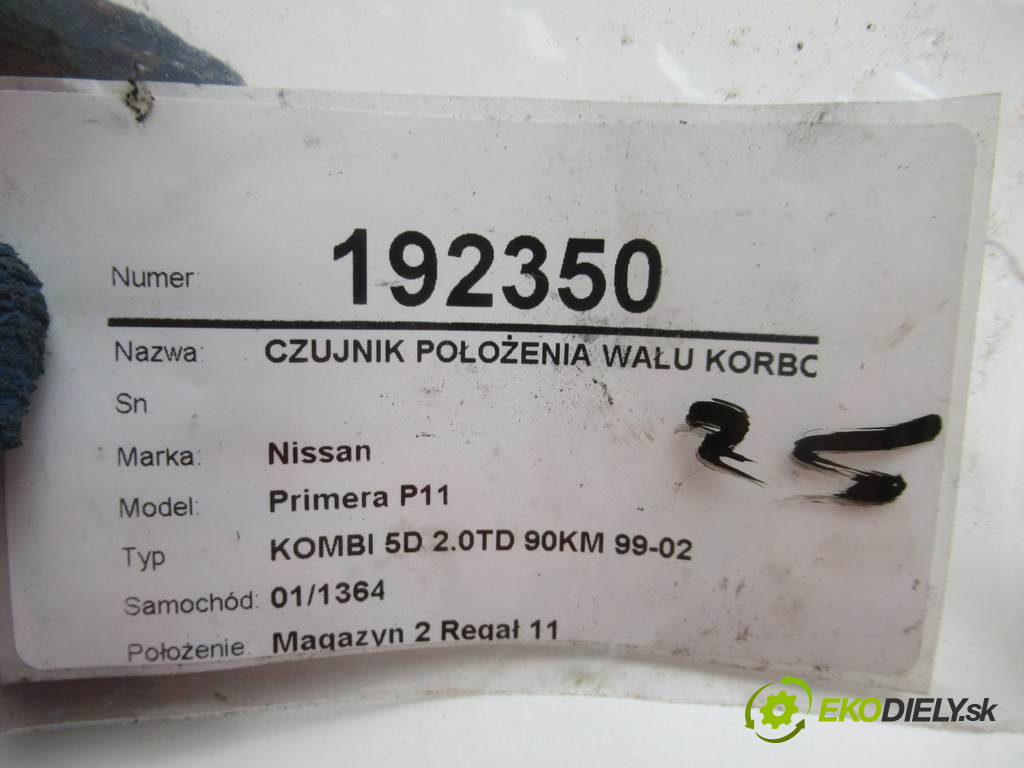 Numer: 192350
Nazwa: CZUJNIK POŁOŻENIA WAŁU KORBO
Sn
Marka: Nissan
25
Model: Primera P11
Typ KOMBI 5D 2.0TD 90KM 99-02
Samochód: 01/1364
Położenie: Magazyn 2 Regał 11
EKODIELY.sk